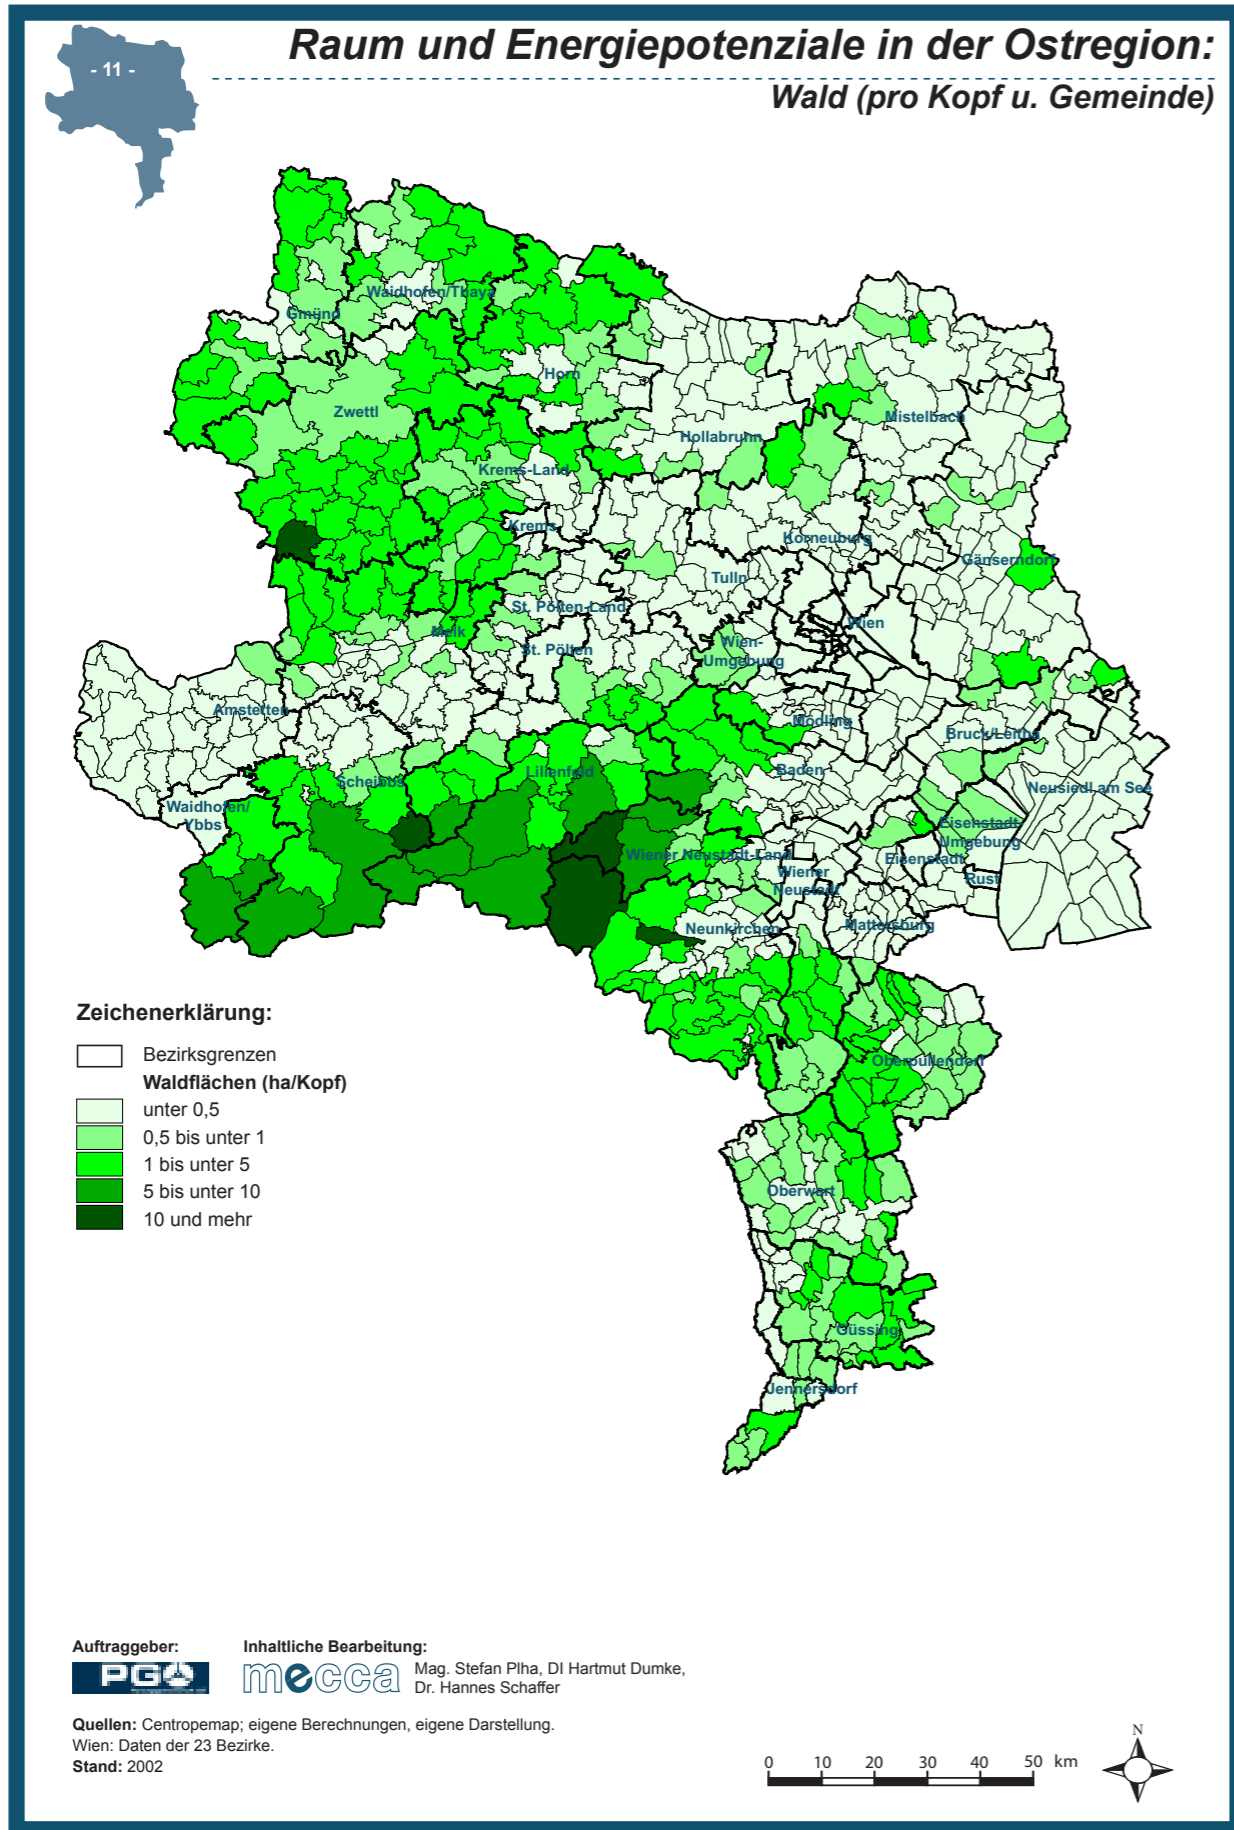 - 11 -
Raum und Energiepotenziale in der Ostregion:
Wald (pro Kopf u. Gemeinde)
Waidhofen/Thaya
Gmünd
Horn
Zwettl
Mistelbach
Hollabrunn
Krems-Land
Krems
Korneuburg
Gänserndorf
Tulln
St. Pölten-Land
Wien
Melk
St. Pölten
Wien-
Umgebung
Amstetten
Mödling
Bruck/Leitha
Lilienfeld
Baden
Scheibbs
Neusiedl am See
Waidhofen/
Ybbs
Eisenstadt-
Umgebung
Wiener Neustadt-Land
Eisenstadt
Wiener
Neustadt
Rust
Neunkirchen
Mattersburg
Oberpullendorf
Oberwart
Güssing
Jennersdorf
Zeichenerklärung:
Bezirksgrenzen
Waldflächen (ha/Kopf)
unter 0,5
0,5 bis unter 1
1 bis unter 5
5 bis unter 10
10 und mehr
Auftraggeber:
PGO
Inhaltliche Bearbeitung:
mecca
Mag. Stefan Plha, DI Hartmut Dumke,
Dr. Hannes Schaffer
Quellen: Centropemap; eigene Berechnungen, eigene Darstellung.
Wien: Daten der 23 Bezirke.
Stand: 2002
0 10 20 30 40 50 km
N